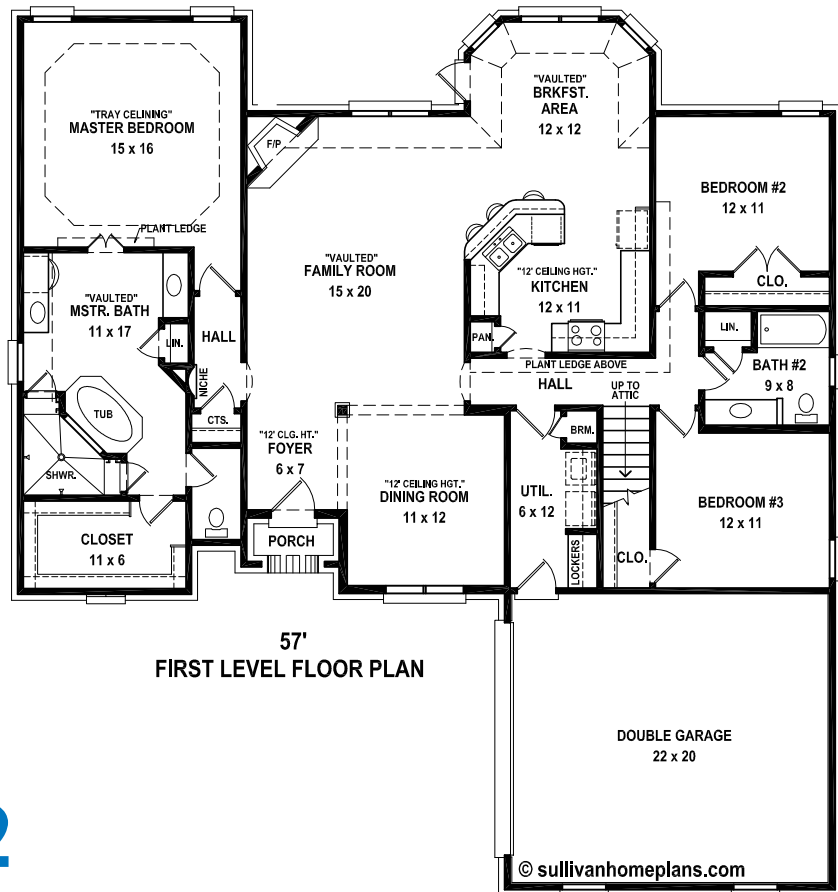 "TRAY CELINING"
MASTER BEDROOM
15 x 16
PLANT LEDGE
F/P
"VAULTED"
BRKFST.
AREA
12 x 12
BEDROOM #2
12 x 11
CLO.
"VAULTED"
FAMILY ROOM
15 x 20
"12' CEILING HGT."
KITCHEN
12 x 11
PAN.
"VAULTED"
MSTR. BATH
11 x 17
LIN.
HALL
NICHE
CTS.
TUB
SHWR.
PLANT LEDGE ABOVE
HALL
UP TO
ATTIC
LIN.
BATH #2
9 x 8
"12' CLG. HT."
FOYER
6 x 7
"12' CEILING HGT."
DINING ROOM
11 x 12
BRM.
UTIL.
6 x 12
LOCKERS
CLO.
BEDROOM #3
12 x 11
CLOSET
11 x 6
PORCH
57'
FIRST LEVEL FLOOR PLAN
DOUBLE GARAGE
22 x 20
2
© sullivanhomeplans.com